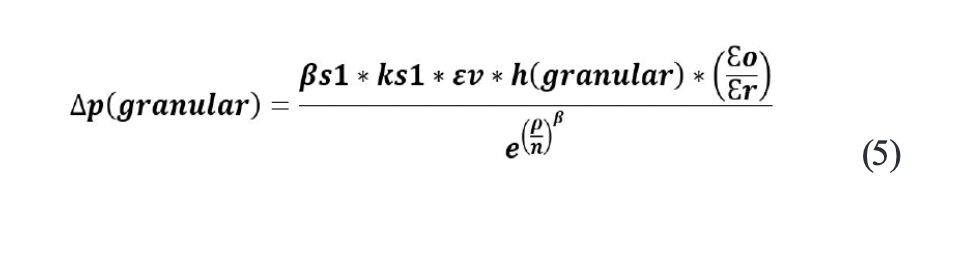 Δp(granular) = βs1 ∗ ks1 ∗ εv ∗ h(granular) ∗ (Ɛo/Ɛr) / e^(ρ/n)^β
(5)